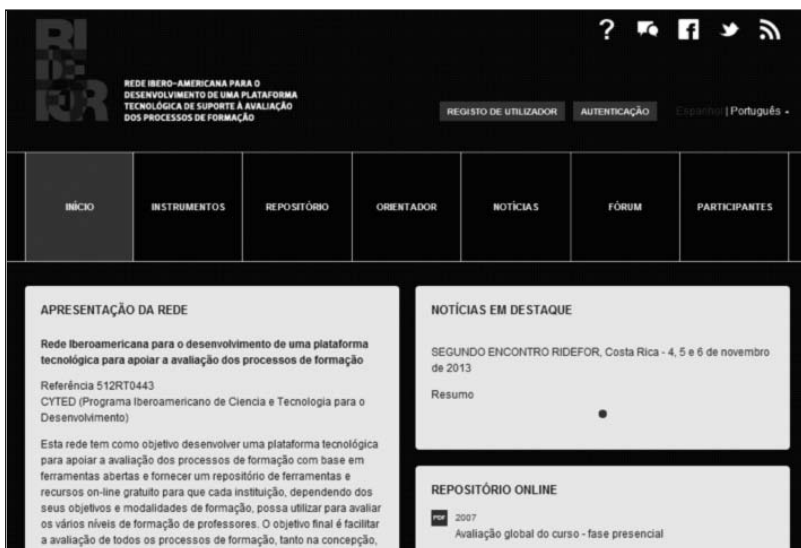 RI
DE
FOR
REDE IBERO-AMERICANA PARA O
DESENVOLVIMENTO DE UMA PLATAFORMA
TECNOLÓGICA DE SUPORTE À AVALIAÇÃO
DOS PROCESSOS DE FORMAÇÃO
REGISTO DE UTILIZADOR
AUTENTICAÇÃO
Espanhol | Português
INÍCIO
INSTRUMENTOS
REPOSITÓRIO
ORIENTADOR
NOTÍCIAS
FÓRUM
PARTICIPANTES
APRESENTAÇÃO DA REDE
Rede Iberoamericana para o desenvolvimento de uma plataforma
tecnológica para apoiar a avaliação dos processos de formação
Referência 512RT0443
CYTED (Programa Iberoamericano de Ciencia e Tecnologia para o
Desenvolvimento)
Esta rede tem como objetivo desenvolver uma plataforma tecnológica
para apoiar a avaliação dos processos de formação com base em
ferramentas abertas e fornecer um repositório de ferramentas e
recursos on-line gratuito para que cada instituição, dependendo dos
seus objetivos e modalidades de formação, possa utilizar para avaliar
os vários níveis de formação de professores. O objetivo final é facilitar
a avaliação de todos os processos de formação, tanto na concepção,
NOTÍCIAS EM DESTAQUE
SEGUNDO ENCONTRO RIDEFOR, Costa Rica - 4, 5 e 6 de novembro
de 2013
Resumo
REPOSITÓRIO ONLINE
PDF 2007
Avaliação global do curso - fase presencial